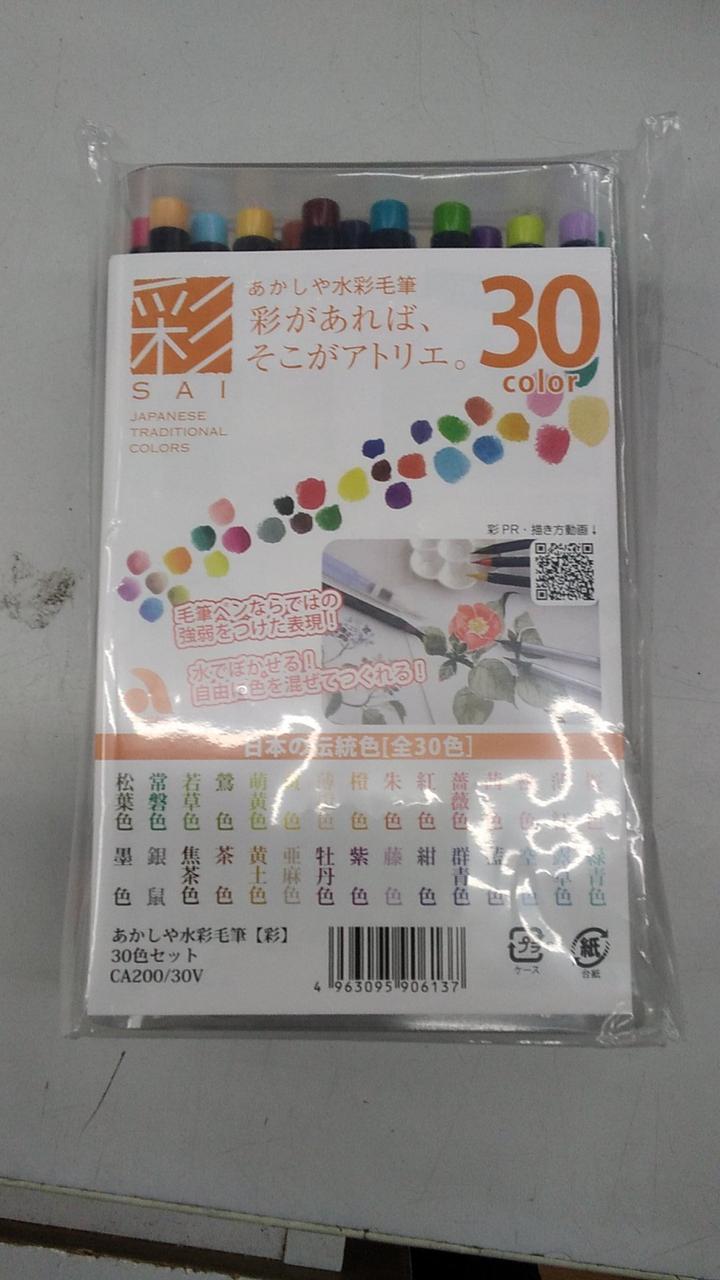 彩
SAI
JAPANESE
TRADITIONAL
COLORS
あかしや水彩毛筆
彩があれば、
そこがアトリエ。
30
color
彩PR・描き方動画↓
毛筆ペンならではの
強弱をつけた表現！
水でぼかせる！
自由に色を混ぜてつくれる！
日本の伝統色[全30色]
紅色
朱色
橙色
萌黄色
鶯色
若草色
常磐色
松葉色
緑青色
群青色
紺色
藤色
紫色
牡丹色
亜麻色
黄土色
茶色
焦茶色
銀鼠
墨色
あかしや水彩毛筆【彩】
30色セット
CA200/30V
4 963095 906137
プラ
ケース
紙
台紙